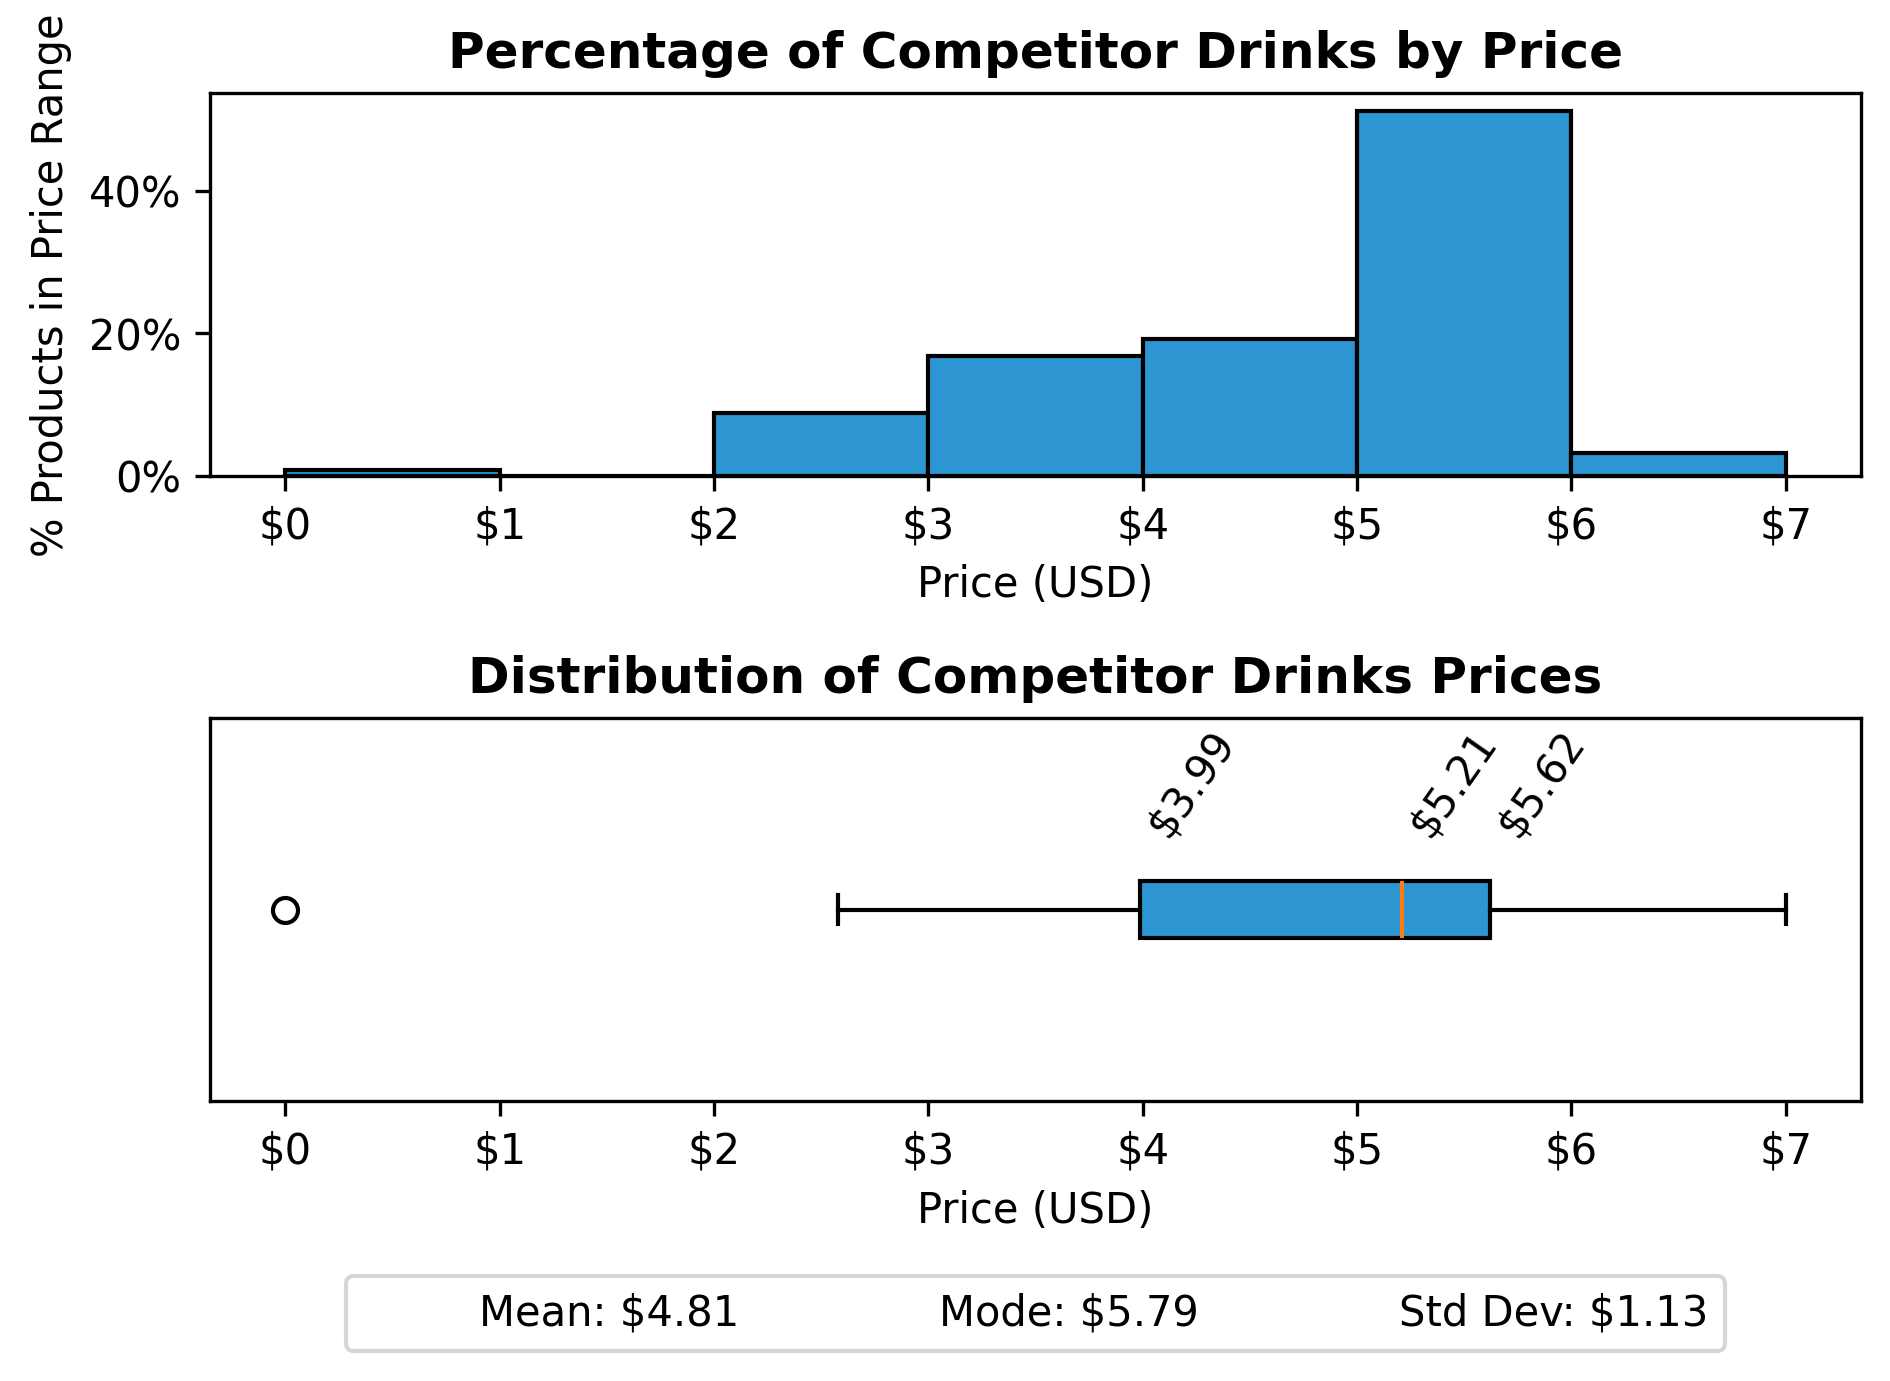 Percentage of Competitor Drinks by Price
% Products in Price Range
40%
20%
0%
$0 $1 $2 $3 $4 $5 $6 $7
Price (USD)
Distribution of Competitor Drinks Prices
$3.99 $5.21 $5.62
$0 $1 $2 $3 $4 $5 $6 $7
Price (USD)
Mean: $4.81 Mode: $5.79 Std Dev: $1.13